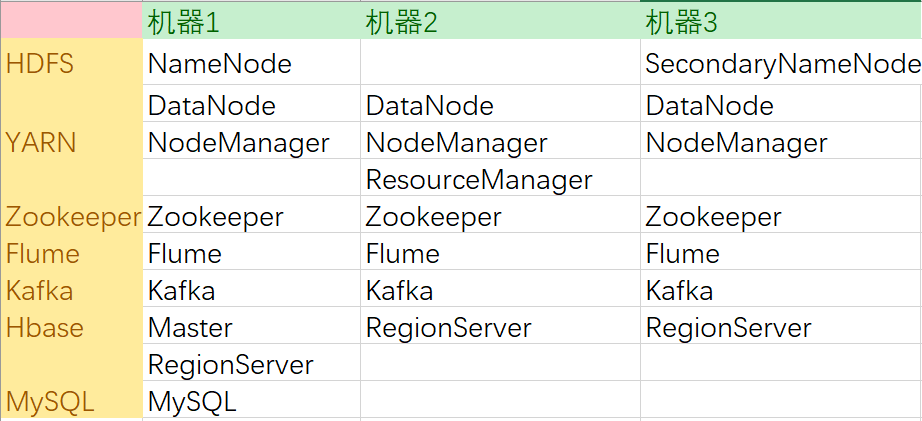 机器1 机器2 机器3
HDFS NameNode SecondaryNameNode
DataNode DataNode DataNode
YARN NodeManager NodeManager NodeManager
ResourceManager
Zookeeper Zookeeper Zookeeper Zookeeper
Flume Flume Flume Flume
Kafka Kafka Kafka Kafka
Hbase Master RegionServer RegionServer
RegionServer
MySQL MySQL